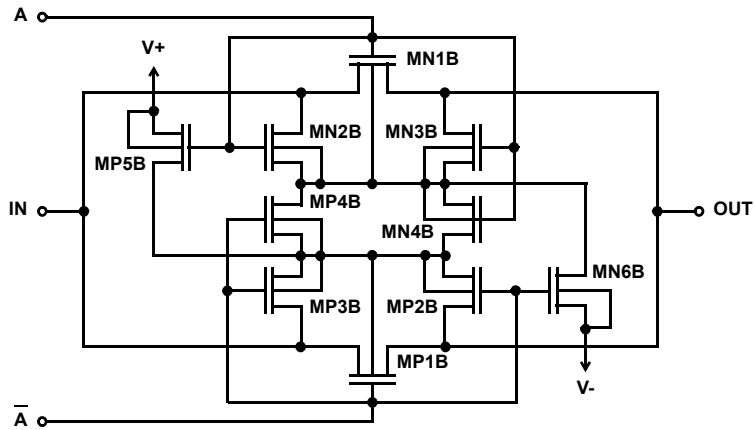 A
V+
MN1B
MN2B
MN3B
MP5B
MP4B
IN
OUT
MN4B
MN6B
MP3B
MP2B
MP1B
V-
A̅